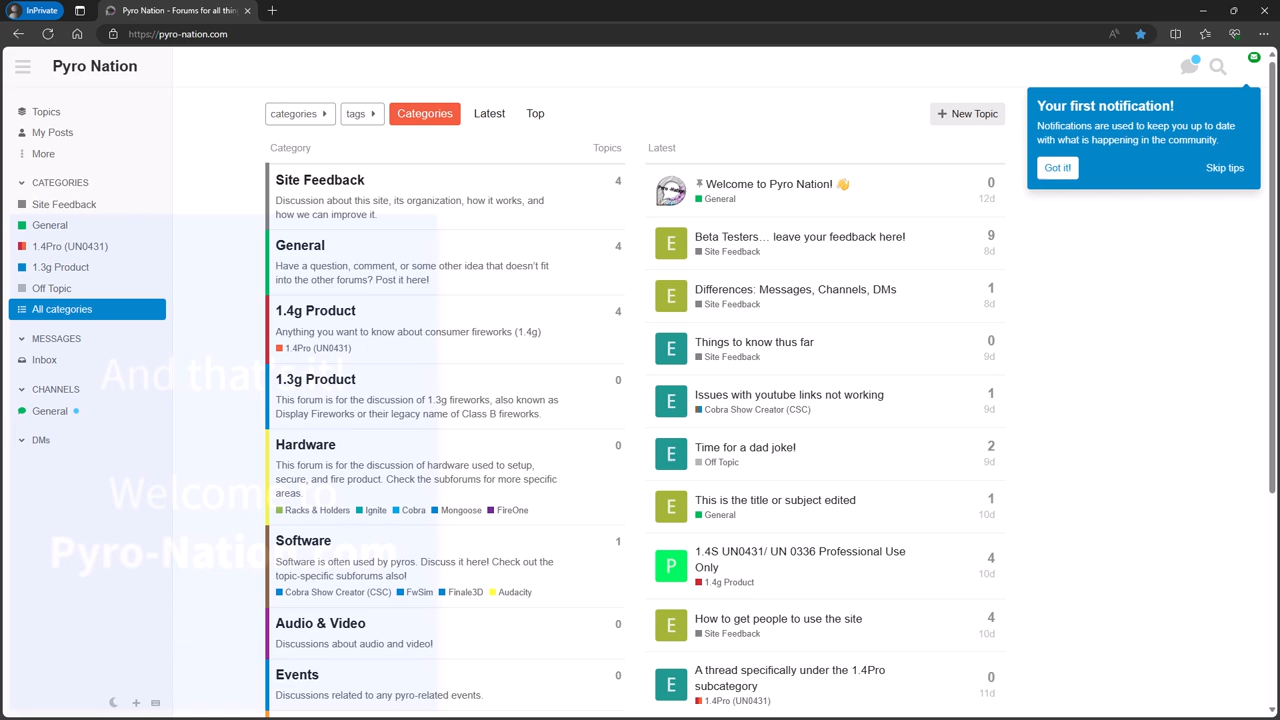 InPrivate
Pyro Nation - Forums for all thin
https://pyro-nation.com
Pyro Nation
Topics
My Posts
More
CATEGORIES
Site Feedback
General
1.4Pro (UN0431)
1.3g Product
Off Topic
All categories
MESSAGES
Inbox
CHANNELS
General
DMs
And that's it!
Welcome to
Pyro-Nation.com
categories
tags
Categories
Latest
Top
New Topic
Category
Topics
Site Feedback
4
Discussion about this site, its organization, how it works, and
how we can improve it.
General
4
Have a question, comment, or some other idea that doesn't fit
into the other forums? Post it here!
1.4g Product
4
Anything you want to know about consumer fireworks (1.4g)
1.4Pro (UN0431)
1.3g Product
0
This forum is for the discussion of 1.3g fireworks, also known as
Display Fireworks or their legacy name of Class B fireworks.
Hardware
0
This forum is for the discussion of hardware used to setup,
secure, and fire product. Check the subforums for more specific
areas.
Racks & Holders Ignite Cobra Mongoose FireOne
Software
1
Software is often used by pyros. Discuss it here! Check out the
topic-specific subforums also!
Cobra Show Creator (CSC) FwSim Finale3D Audacity
Audio & Video
0
Discussions about audio and video!
Events
0
Discussions related to any pyro-related events.
Latest
Welcome to Pyro Nation! 👋
0
General
12d
E
Beta Testers… leave your feedback here!
9
Site Feedback
8d
E
Differences: Messages, Channels, DMs
1
Site Feedback
8d
E
Things to know thus far
0
Site Feedback
9d
E
Issues with youtube links not working
1
Cobra Show Creator (CSC)
9d
E
Time for a dad joke!
2
Off Topic
9d
E
This is the title or subject edited
1
General
10d
P
1.4S UN0431/ UN 0336 Professional Use
Only
4
1.4g Product
10d
E
How to get people to use the site
4
Site Feedback
10d
E
A thread specifically under the 1.4Pro
subcategory
0
1.4Pro (UN0431)
11d
Your first notification!
Notifications are used to keep you up to date
with what is happening in the community.
Got it!
Skip tips